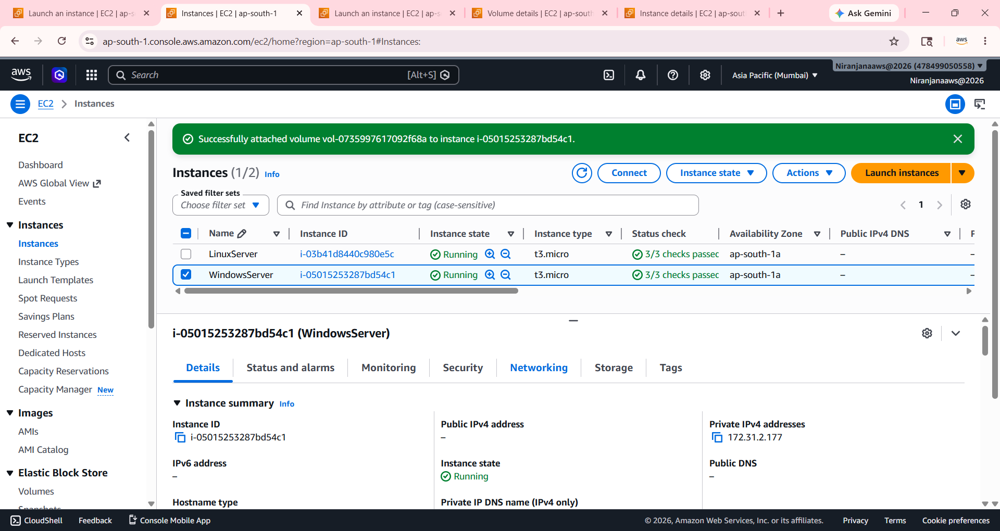 Launch an instance | EC2 | ap-s
Instances | EC2 | ap-south-1
Launch an instance | EC2 | ap-s
Volume details | EC2 | ap-south
Instance details | EC2 | ap-sout
Ask Gemini
ap-south-1.console.aws.amazon.com/ec2/home?region=ap-south-1#Instances:
aws
aws
Search
[Alt+S]
Asia Pacific (Mumbai)
Niranjanaaws@2026 (478499050558)
Niranjanaaws@2026
EC2
Instances
EC2
Dashboard
AWS Global View
Events
Instances
Instances
Instance Types
Launch Templates
Spot Requests
Savings Plans
Reserved Instances
Dedicated Hosts
Capacity Reservations
Capacity Manager New
Images
AMIs
AMI Catalog
Elastic Block Store
Volumes
Snapshots
Successfully attached volume vol-0735997617092f68a to instance i-05015253287bd54c1.
Instances (1/2) Info
Connect
Instance state
Actions
Launch instances
Saved filter sets
Choose filter set
Find Instance by attribute or tag (case-sensitive)
1
Name Instance ID Instance state Instance type Status check Availability Zone Public IPv4 DNS P
LinuxServer i-03b41d8440c980e5c Running t3.micro 3/3 checks passed ap-south-1a – –
WindowsServer i-05015253287bd54c1 Running t3.micro 3/3 checks passed ap-south-1a – –
i-05015253287bd54c1 (WindowsServer)
Details
Status and alarms
Monitoring
Security
Networking
Storage
Tags
Instance summary Info
Instance ID
i-05015253287bd54c1
Public IPv4 address
–
Private IPv4 addresses
172.31.2.177
IPv6 address
–
Instance state
Running
Public DNS
–
Hostname type
Private IP DNS name (IPv4 only)
CloudShell
Feedback
Console Mobile App
© 2026, Amazon Web Services, Inc. or its affiliates.
Privacy
Terms
Cookie preferences